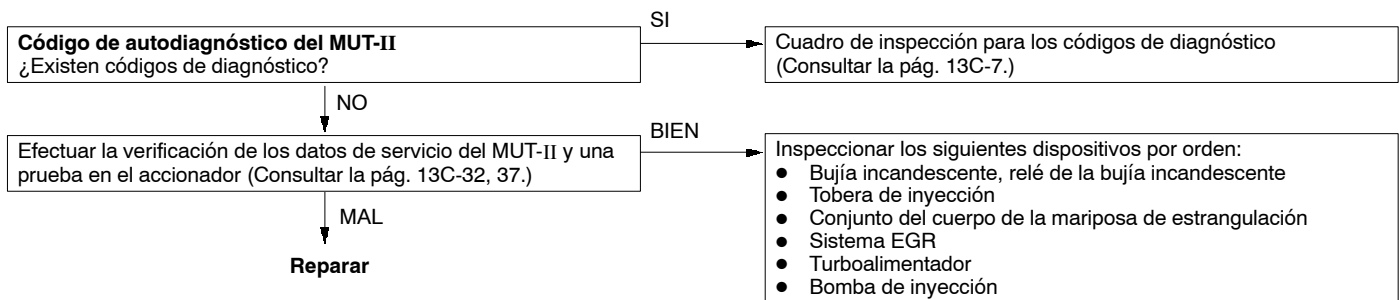 SI
Código de autodiagnóstico del MUT-II
¿Existen códigos de diagnóstico?
Cuadro de inspección para los códigos de diagnóstico
(Consultar la pág. 13C-7.)
NO
BIEN
Efectuar la verificación de los datos de servicio del MUT-II y una
prueba en el accionador (Consultar la pág. 13C-32, 37.)
Inspeccionar los siguientes dispositivos por orden:
● Bujía incandescente, relé de la bujía incandescente
● Tobera de inyección
● Conjunto del cuerpo de la mariposa de estrangulación
● Sistema EGR
● Turboalimentador
● Bomba de inyección
MAL
Reparar